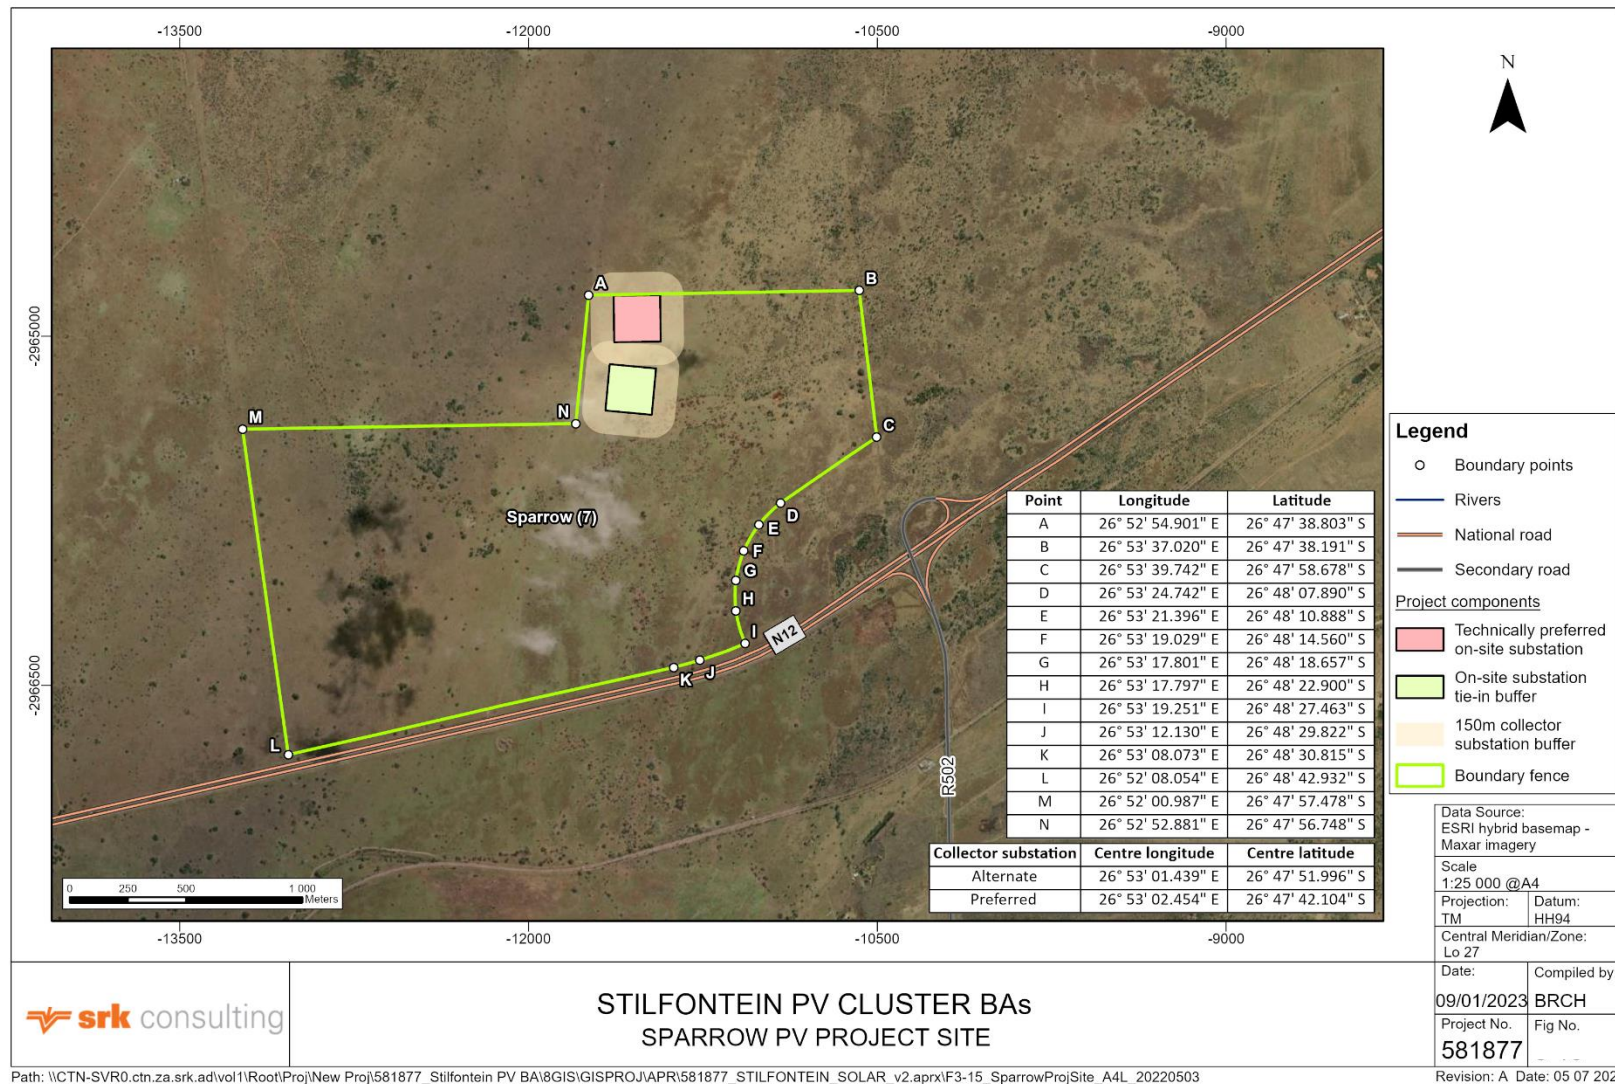 -13500 -12000 -10500 -9000
N
A
B
-2965000
M
N
C
Sparrow (7)
D
E
F
G
H
I
N12
J
K
-2966500
L
R502
Legend
Boundary points
Rivers
National road
Secondary road
Project components
Technically preferred
on-site substation
On-site substation
tie-in buffer
150m collector
substation buffer
Boundary fence
Point Longitude Latitude
A 26° 52' 54.901" E 26° 47' 38.803" S
B 26° 53' 37.020" E 26° 47' 38.191" S
C 26° 53' 39.742" E 26° 47' 58.678" S
D 26° 53' 24.742" E 26° 48' 07.890" S
E 26° 53' 21.396" E 26° 48' 10.888" S
F 26° 53' 19.029" E 26° 48' 14.560" S
G 26° 53' 17.801" E 26° 48' 18.657" S
H 26° 53' 17.797" E 26° 48' 22.900" S
I 26° 53' 19.251" E 26° 48' 27.463" S
J 26° 53' 12.130" E 26° 48' 29.822" S
K 26° 53' 08.073" E 26° 48' 30.815" S
L 26° 52' 08.054" E 26° 48' 42.932" S
M 26° 52' 00.987" E 26° 47' 57.478" S
N 26° 52' 52.881" E 26° 47' 56.748" S
Collector substation Centre longitude Centre latitude
Alternate 26° 53' 01.439" E 26° 47' 51.996" S
Preferred 26° 53' 02.454" E 26° 47' 42.104" S
0 250 500 1 000
Meters
-13500 -12000 -10500 -9000
Data Source:
ESRI hybrid basemap -
Maxar imagery
Scale
1:25 000 @A4
Projection: Datum:
TM HH94
Central Meridian/Zone:
Lo 27
Date: Compiled by
09/01/2023 BRCH
Project No. Fig No.
581877
srk consulting
STILFONTEIN PV CLUSTER BAs
SPARROW PV PROJECT SITE
Path: \\CTN-SVR0.ctn.za.srk.ad\vol1\Root\Proj\New Proj\581877_Stilfontein PV BA\8GIS\GISPROJ\APR\581877_STILFONTEIN_SOLAR_v2.aprx\F3-15_SparrowProjSite_A4L_20220503
Revision: A Date: 05 07 202